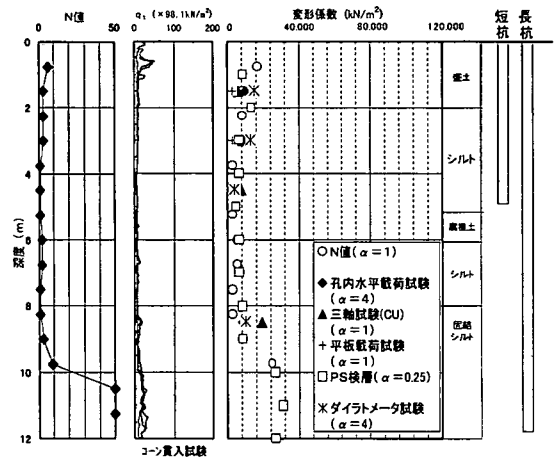 N値
q_t (×98.1kN/m²)
変形係数 (kN/m²)
短杭
長杭
0 50
0 100 200
0 40.000 80.000 120.000
0
2
4
6
8
10
12
深度 (m)
盛土
シルト
腐植土
シルト
固結
シルト
○ N値(α=1)
◆ 孔内水平載荷試験
(α=4)
▲ 三軸試験(CU)
(α=1)
+ 平板載荷試験
(α=1)
□ PS検層(α=0.25)
ダイラトメータ試験
(α=4)
コーン貫入試験